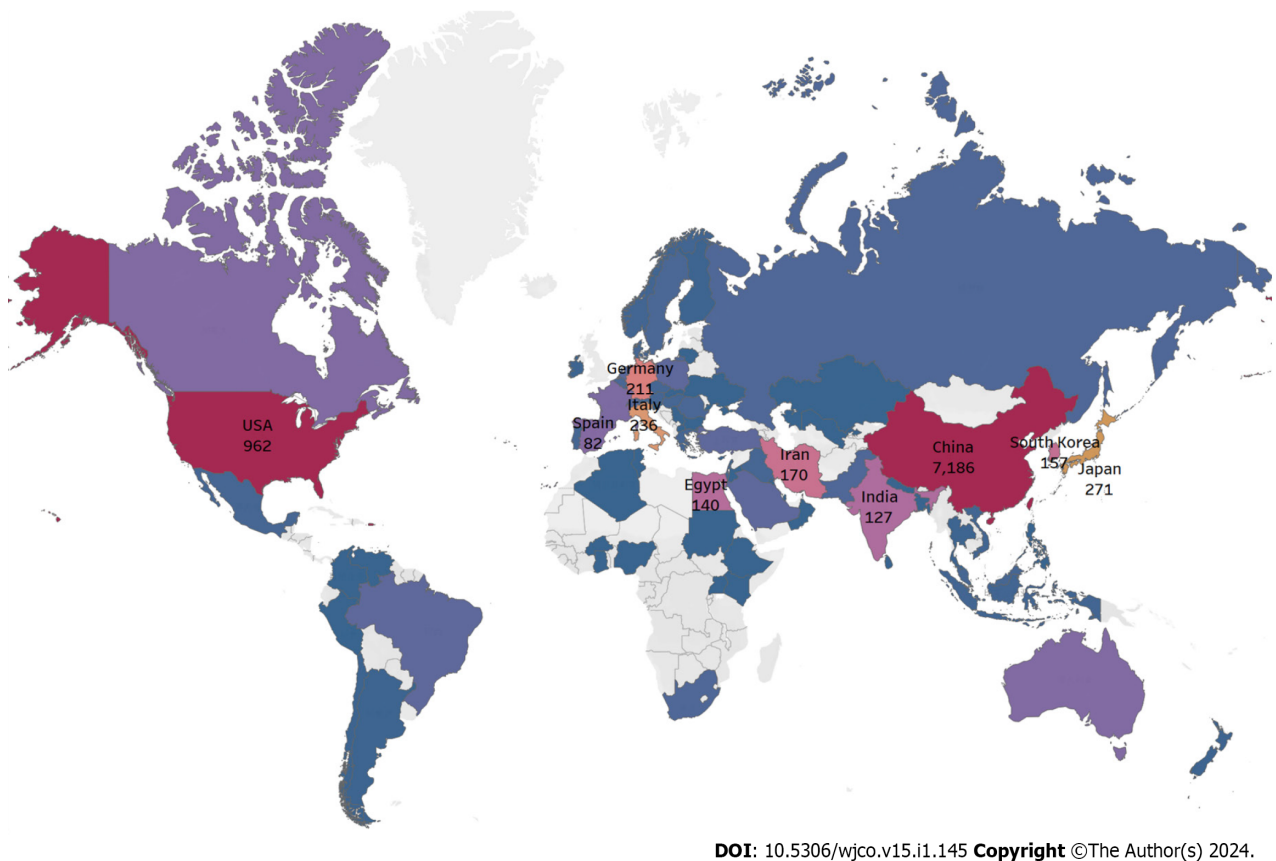 Germany
211
USA
962
Italy
236
Spain
82
China
7,186
South Korea
157
Iran
170
Japan
271
Egypt
140
India
127
DOI: 10.5306/wjco.v15.i1.145 Copyright ©The Author(s) 2024.